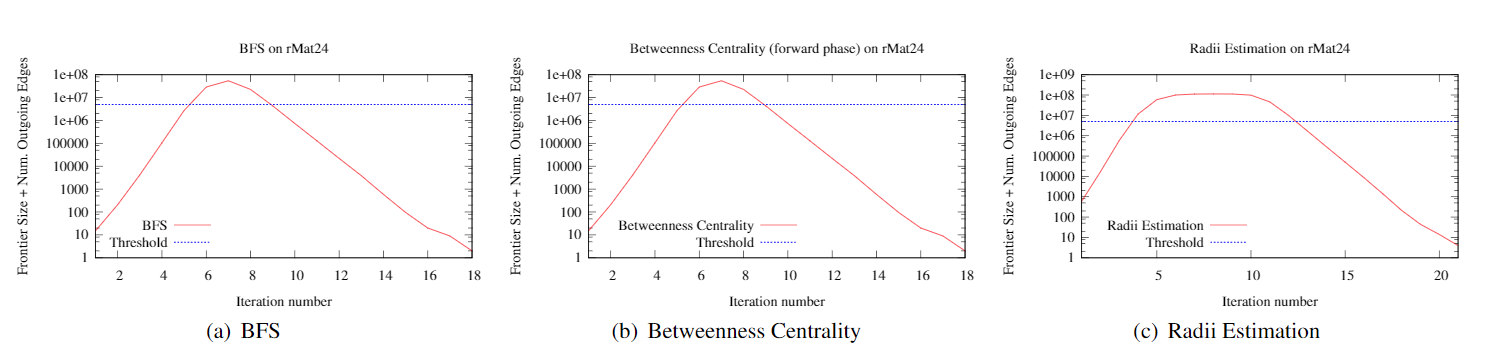 BFS on rMat24
Frontier Size + Num. Outgoing Edges
1e+08
1e+07
1e+06
100000
10000
1000
100
10
1
BFS
Threshold
2 4 6 8 10 12 14 16 18
Iteration number
(a) BFS
Betweenness Centrality (forward phase) on rMat24
Frontier Size + Num. Outgoing Edges
1e+08
1e+07
1e+06
100000
10000
1000
100
10
1
Betweenness Centrality
Threshold
2 4 6 8 10 12 14 16 18
Iteration number
(b) Betweenness Centrality
Radii Estimation on rMat24
Frontier Size + Num. Outgoing Edges
1e+09
1e+08
1e+07
1e+06
100000
10000
1000
100
10
1
Radii Estimation
Threshold
5 10 15 20
Iteration number
(c) Radii Estimation